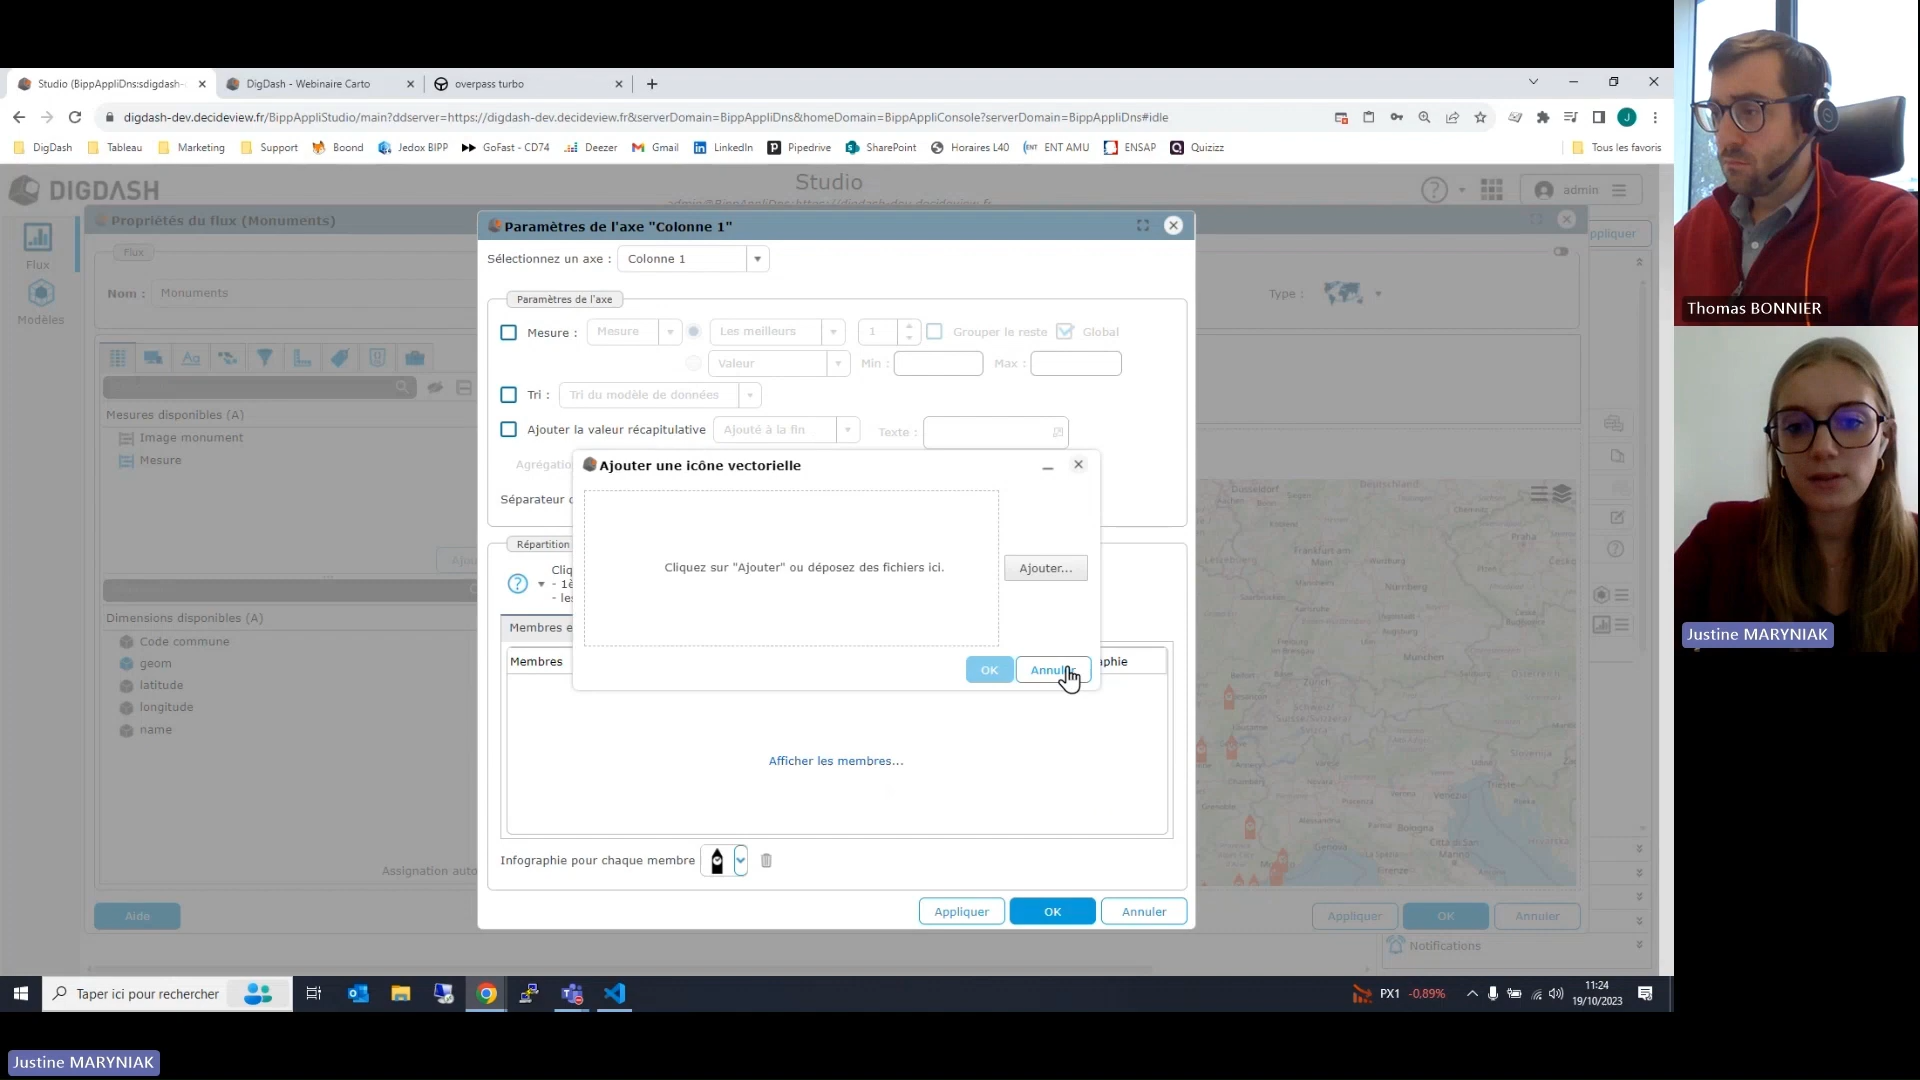 Studio (BippAppliDns:sdigdash-
DigDash - Webinaire Carto
overpass turbo
digdash-dev.decideview.fr/BippAppliStudio/main?ddserver=https://digdash-dev.decideview.fr&serverDomain=BippAppliDns&homeDomain=BippAppliConsole?serverDomain=BippAppliDns#idle
J
DigDash
Tableau
Marketing
Support
Boond
Jedox BIPP
GoFast - CD74
Deezer
Gmail
LinkedIn
Pipedrive
SharePoint
Horaires L40
ENT AMU
ENSAP
Quizizz
Tous les favoris
DIGDASH
Studio
admin
Propriétés du flux (Monuments)
Paramètres de l'axe "Colonne 1"
Flux
Modèles
Flux
Nom : Monuments
Type :
Sélectionnez un axe : Colonne 1
Paramètres de l'axe
Mesure : Mesure Les meilleurs 1 Grouper le reste Global
Valeur Min : Max :
Tri : Tri du modèle de données
Ajouter la valeur récapitulative Ajouté à la fin Texte :
Agrégatio
Séparateur
Mesures disponibles (A)
Image monument
Mesure
Dimensions disponibles (A)
Code commune
geom
latitude
longitude
name
Assignation auto
Ajouter une icône vectorielle
Cliquez sur "Ajouter" ou déposez des fichiers ici.
Ajouter...
OK
Annuler
Répartition
Cliq
- 1è
- les
Membres e
Membres
aphie
Afficher les membres...
Infographie pour chaque membre
Appliquer
OK
Annuler
Aide
Appliquer
OK
Annuler
Notifications
Taper ici pour rechercher
PX1 -0,89%
11:24
19/10/2023
Thomas BONNIER
Justine MARYNIAK
Justine MARYNIAK